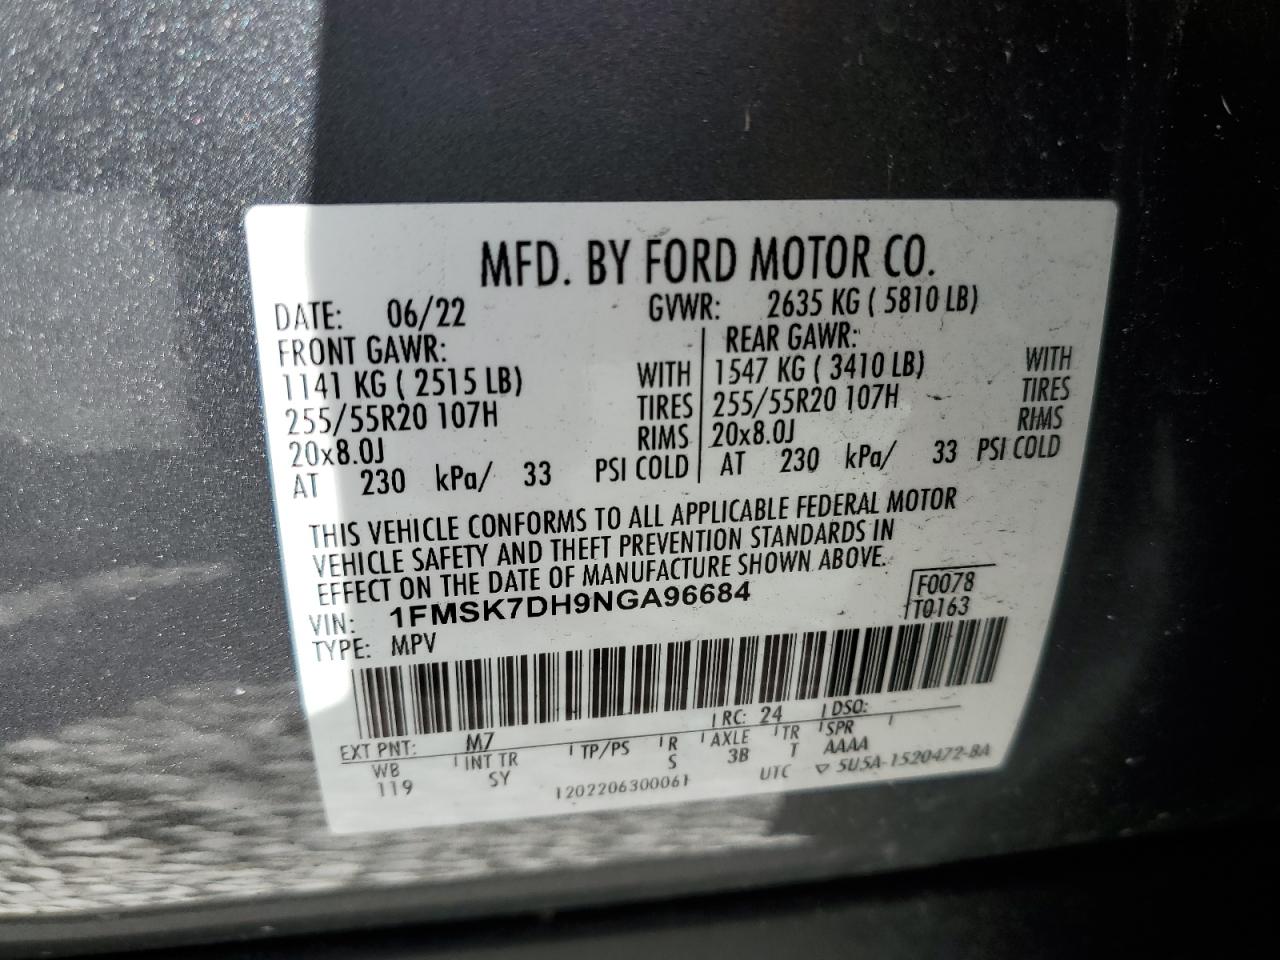 MFD. BY FORD MOTOR CO.
DATE: 06/22 GVWR: 2635 KG ( 5810 LB)
FRONT GAWR: REAR GAWR:
1141 KG ( 2515 LB) WITH 1547 KG ( 3410 LB) WITH
255/55R20 107H TIRES 255/55R20 107H TIRES
20x8.0J RIMS 20x8.0J RIMS
AT 230 kPa/ 33 PSI COLD AT 230 kPa/ 33 PSI COLD
THIS VEHICLE CONFORMS TO ALL APPLICABLE FEDERAL MOTOR
VEHICLE SAFETY AND THEFT PREVENTION STANDARDS IN
EFFECT ON THE DATE OF MANUFACTURE SHOWN ABOVE.
VIN: 1FMSK7DH9NGA96684 F0078
TYPE: MPV T0163
EXT PNT: M7 RC: 24 DSO:
WB INT TR TP/PS R AXLE TR SPR
119 SY S 3B T AAAA
1202206300061 UTC ▽ 5U5A-1520472-BA